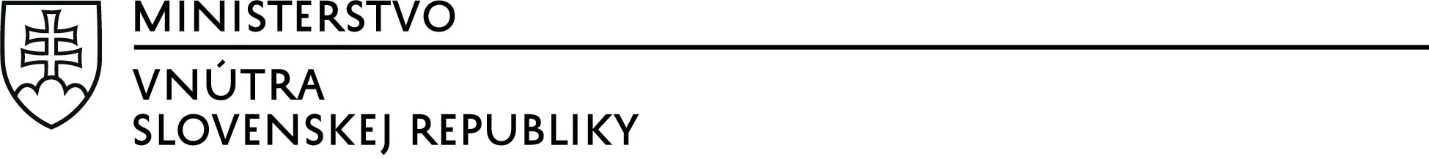 MINISTERSTVO
VNÚTRA
SLOVENSKEJ REPUBLIKY